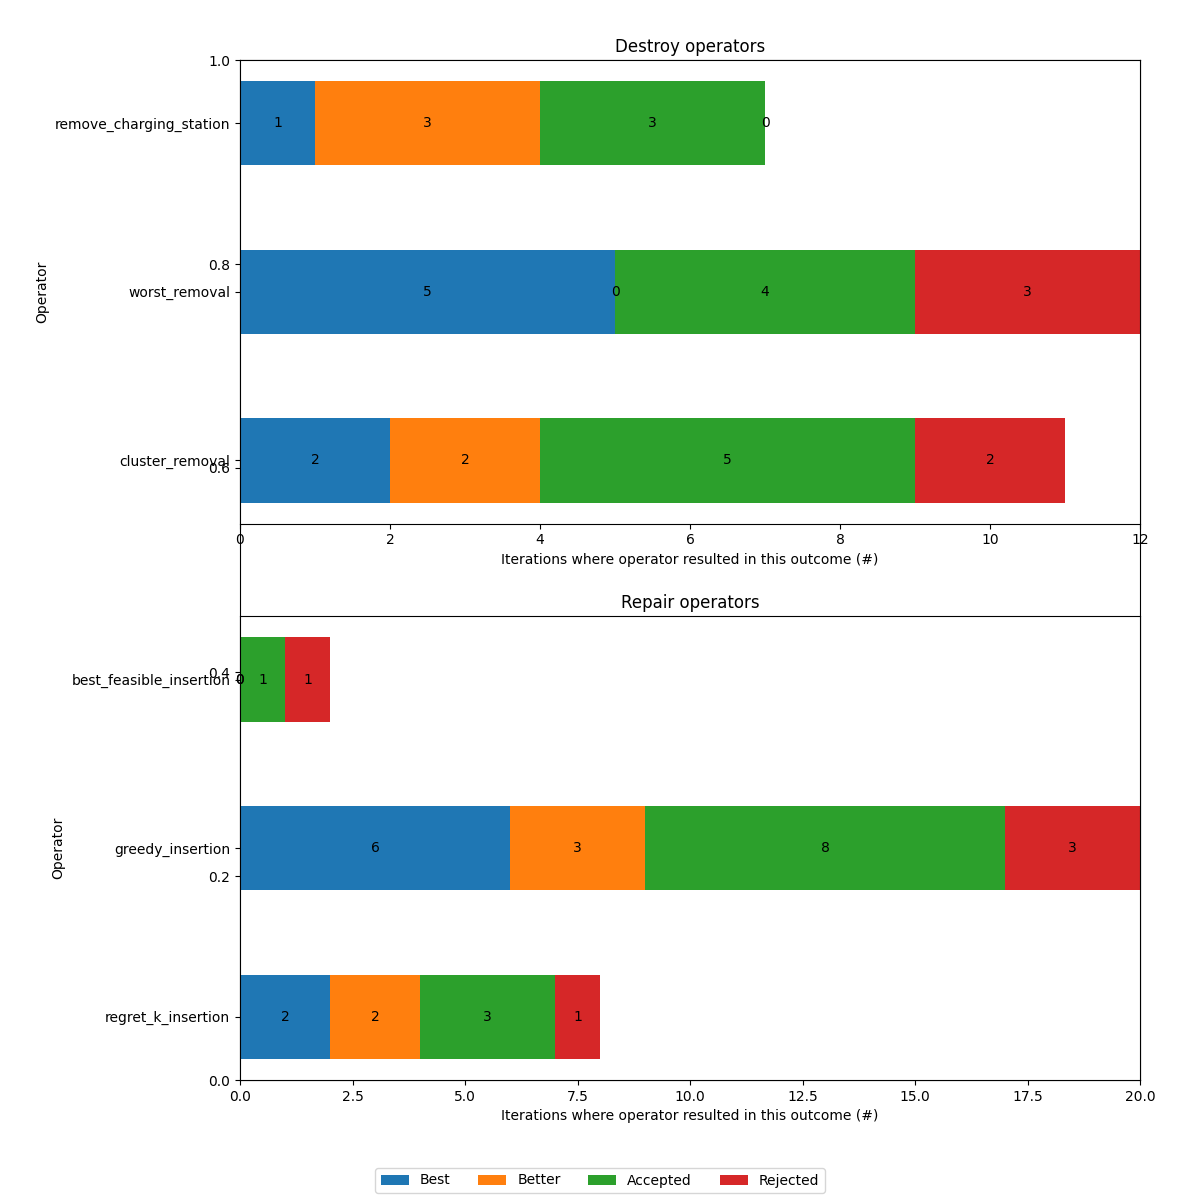 Destroy operators
1.0
remove_charging_station
1
3
3
0
Operator
0.8
worst_removal
5
0
4
3
cluster_removal
0.6
2
2
5
2
0
2
4
6
8
10
12
Iterations where operator resulted in this outcome (#)
Repair operators
0.4
best_feasible_insertion
0
0
1
1
Operator
greedy_insertion
0.2
6
3
8
3
regret_k_insertion
2
2
3
1
0.0
0.0
2.5
5.0
7.5
10.0
12.5
15.0
17.5
20.0
Iterations where operator resulted in this outcome (#)
Best
Better
Accepted
Rejected